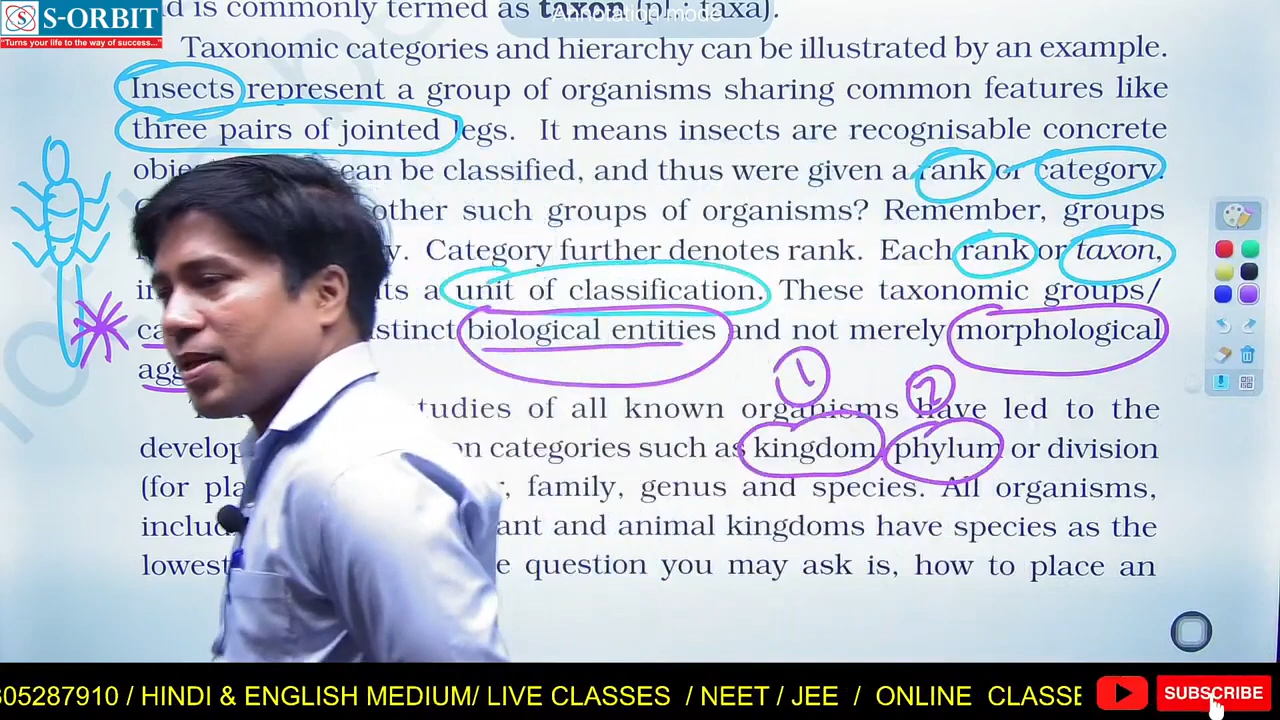 S-ORBIT
"Turns your life to the way of success..."
is commonly termed as taxon (pl.: taxa).
Annotation mode
Taxonomic categories and hierarchy can be illustrated by an example.
Insects represent a group of organisms sharing common features like
three pairs of jointed legs. It means insects are recognisable concrete
can be classified, and thus were given a rank or category.
other such groups of organisms? Remember, groups
Category further denotes rank. Each rank or taxon,
a unit of classification. These taxonomic groups/
biological entities and not merely morphological
1 2
studies of all known organisms have led to the
categories such as kingdom, phylum or division
(for family, genus and species. All organisms,
and animal kingdoms have species as the
lowest question you may ask is, how to place an
305287910 / HINDI & ENGLISH MEDIUM/ LIVE CLASSES / NEET / JEE / ONLINE CLASSE
SUBSCRIBE